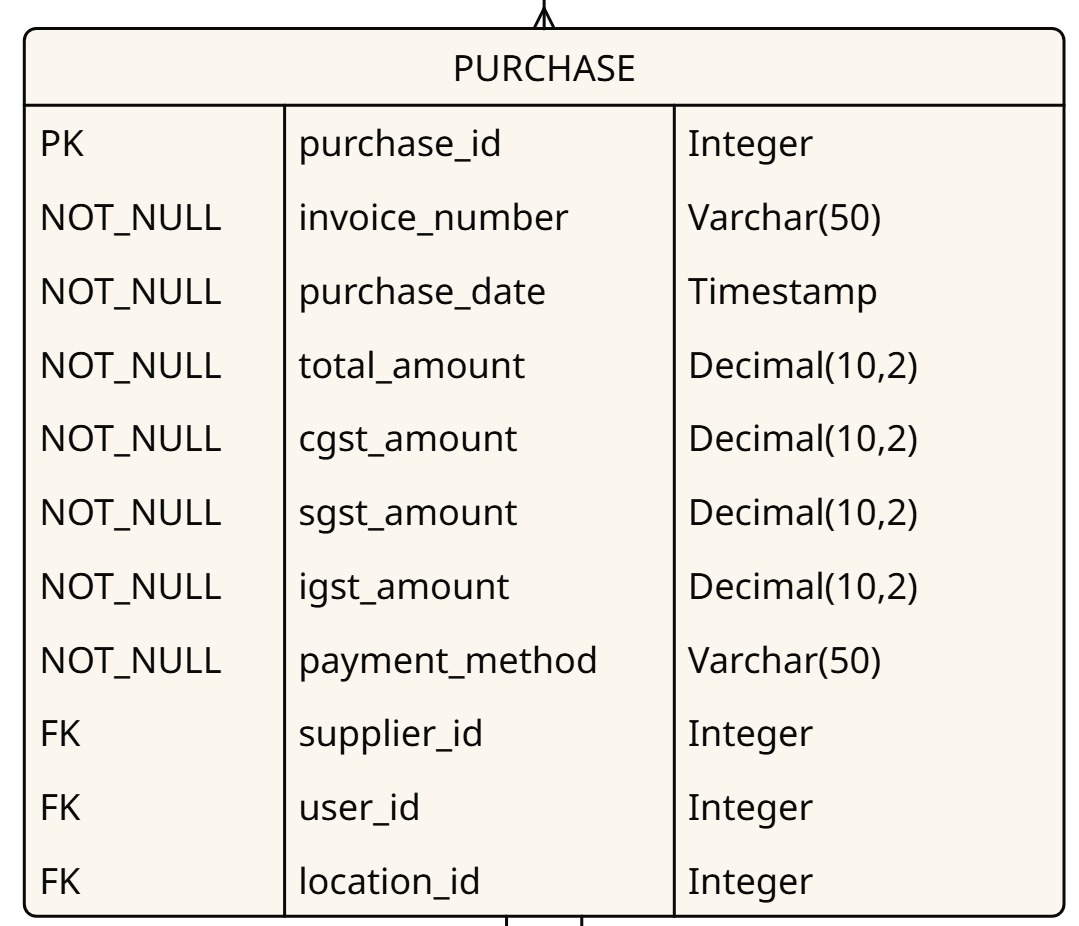 PURCHASE
PK purchase_id Integer
NOT_NULL invoice_number Varchar(50)
NOT_NULL purchase_date Timestamp
NOT_NULL total_amount Decimal(10,2)
NOT_NULL cgst_amount Decimal(10,2)
NOT_NULL sgst_amount Decimal(10,2)
NOT_NULL igst_amount Decimal(10,2)
NOT_NULL payment_method Varchar(50)
FK supplier_id Integer
FK user_id Integer
FK location_id Integer